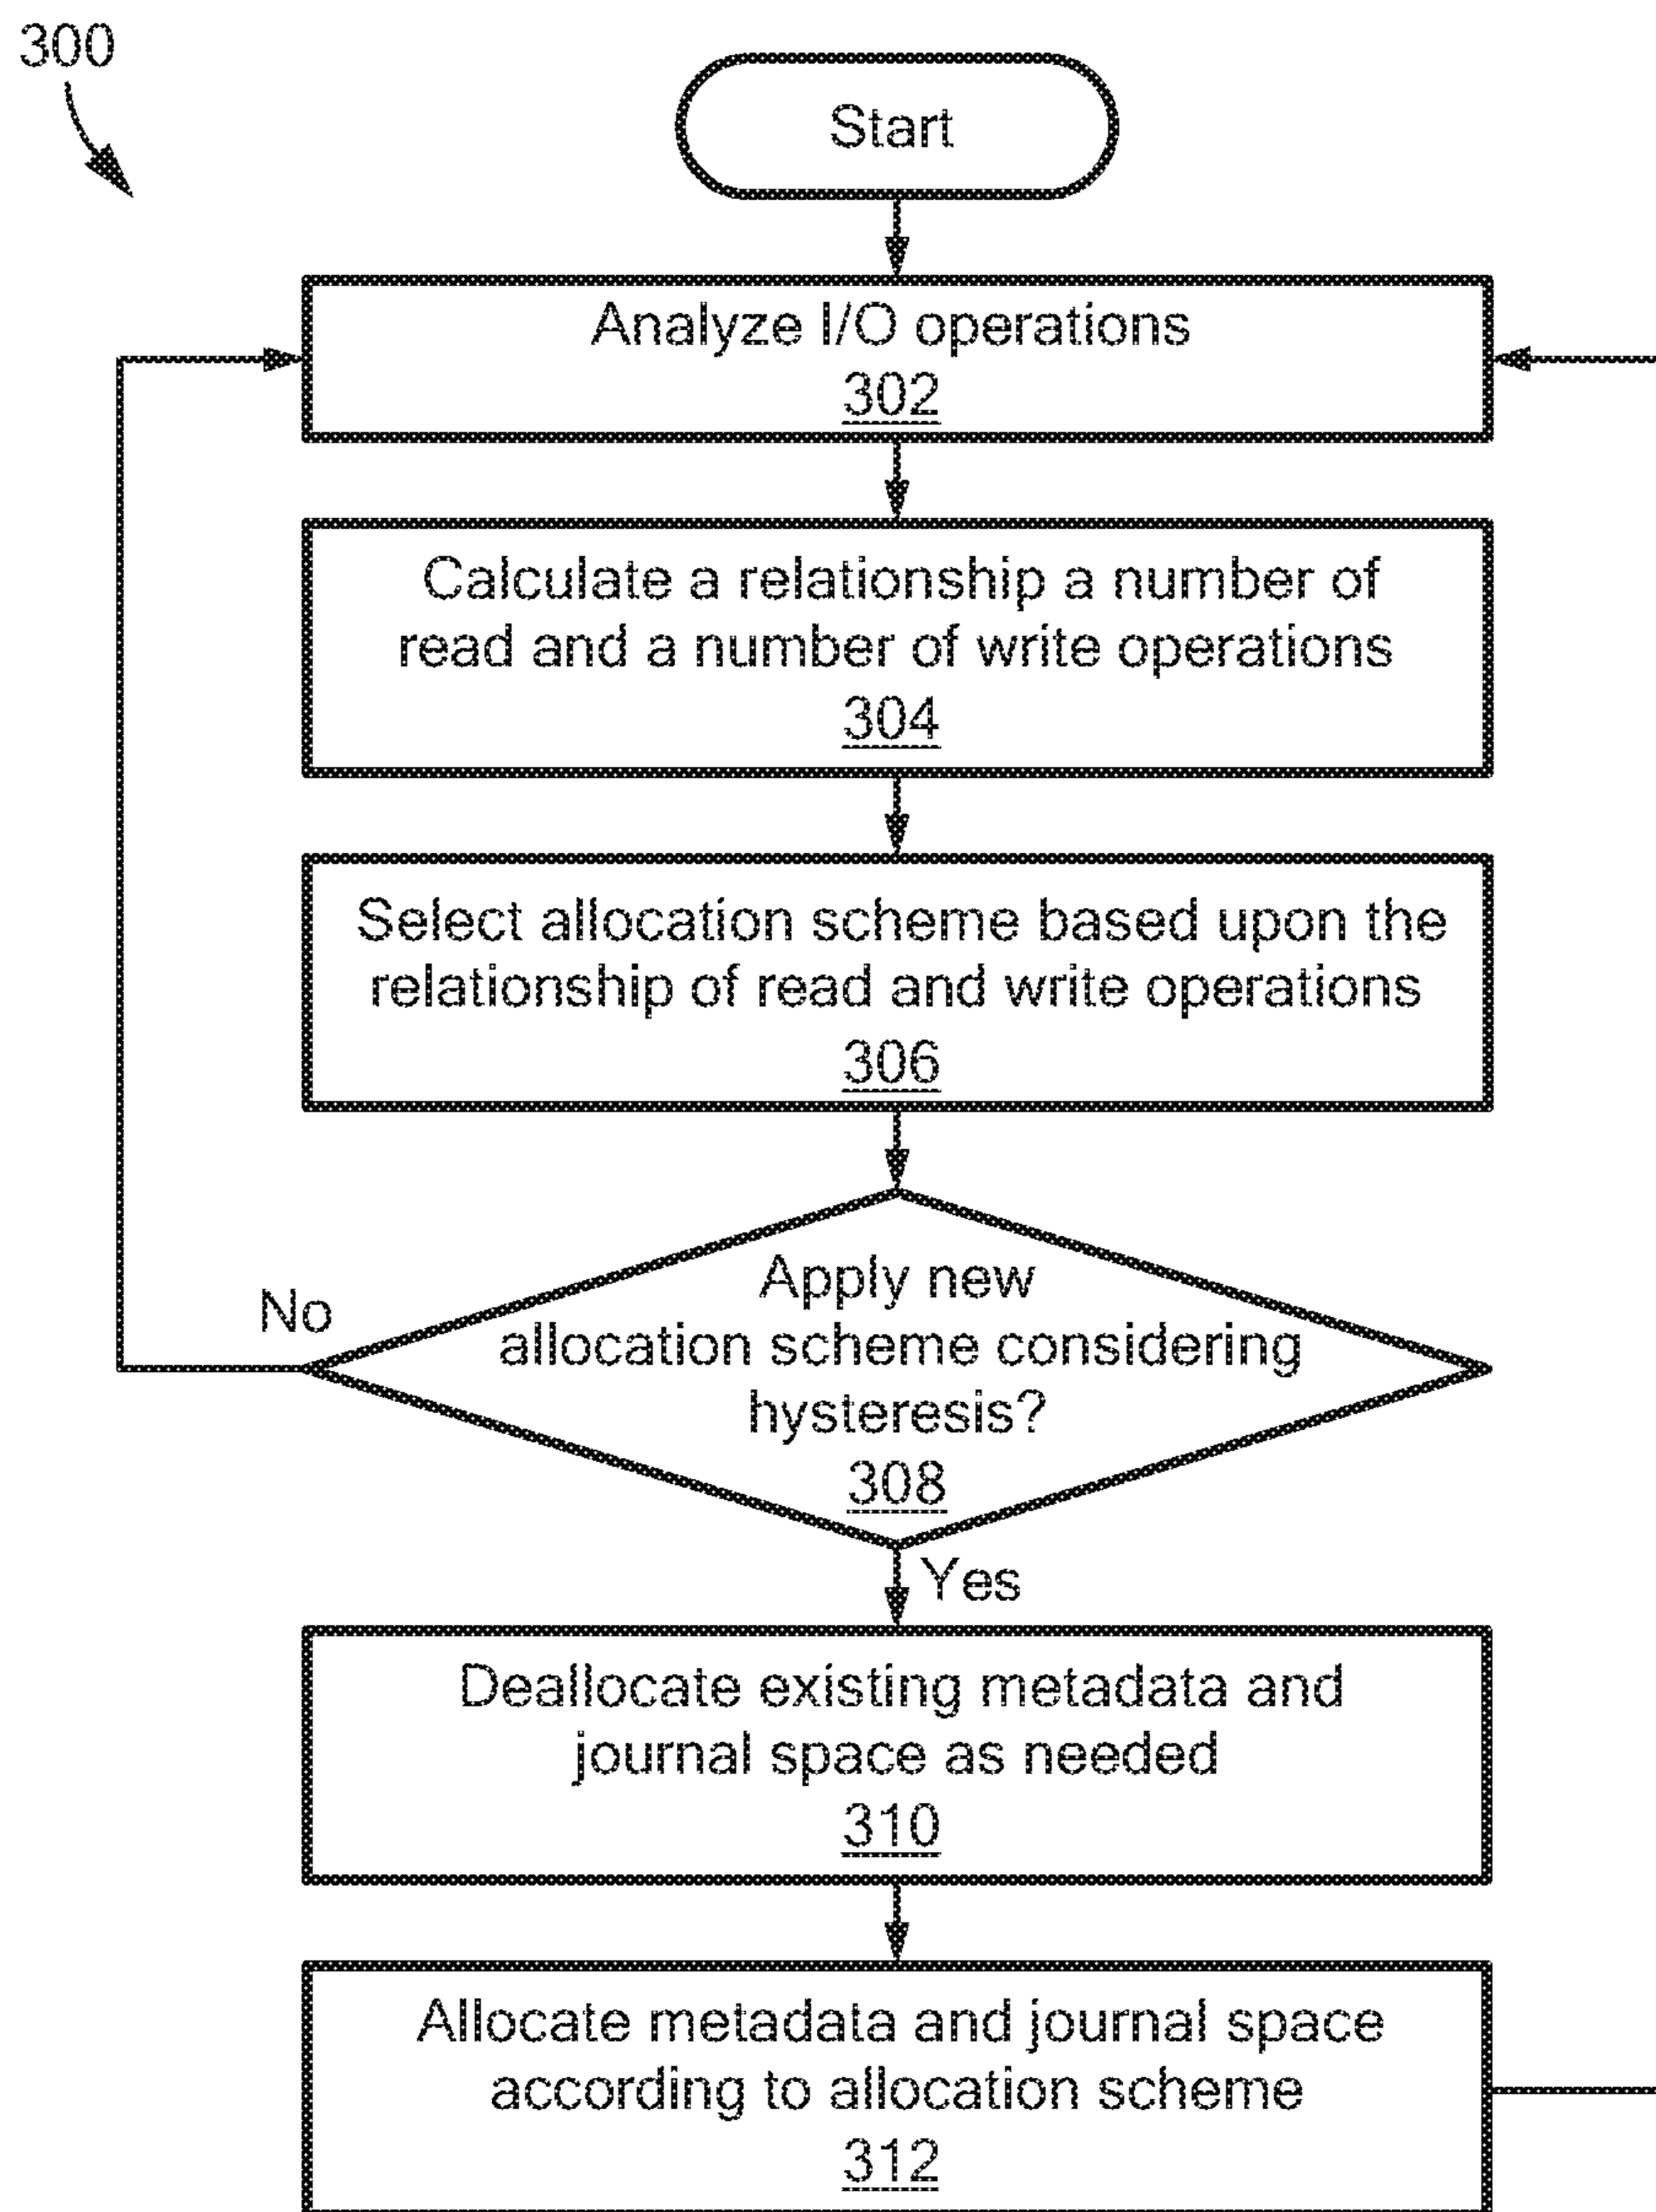 300
Start
Analyze I/O operations
302
Calculate a relationship a number of
read and a number of write operations
304
Select allocation scheme based upon the
relationship of read and write operations
306
Apply new
allocation scheme considering
hysteresis?
308
No
Yes
Deallocate existing metadata and
journal space as needed
310
Allocate metadata and journal space
according to allocation scheme
312